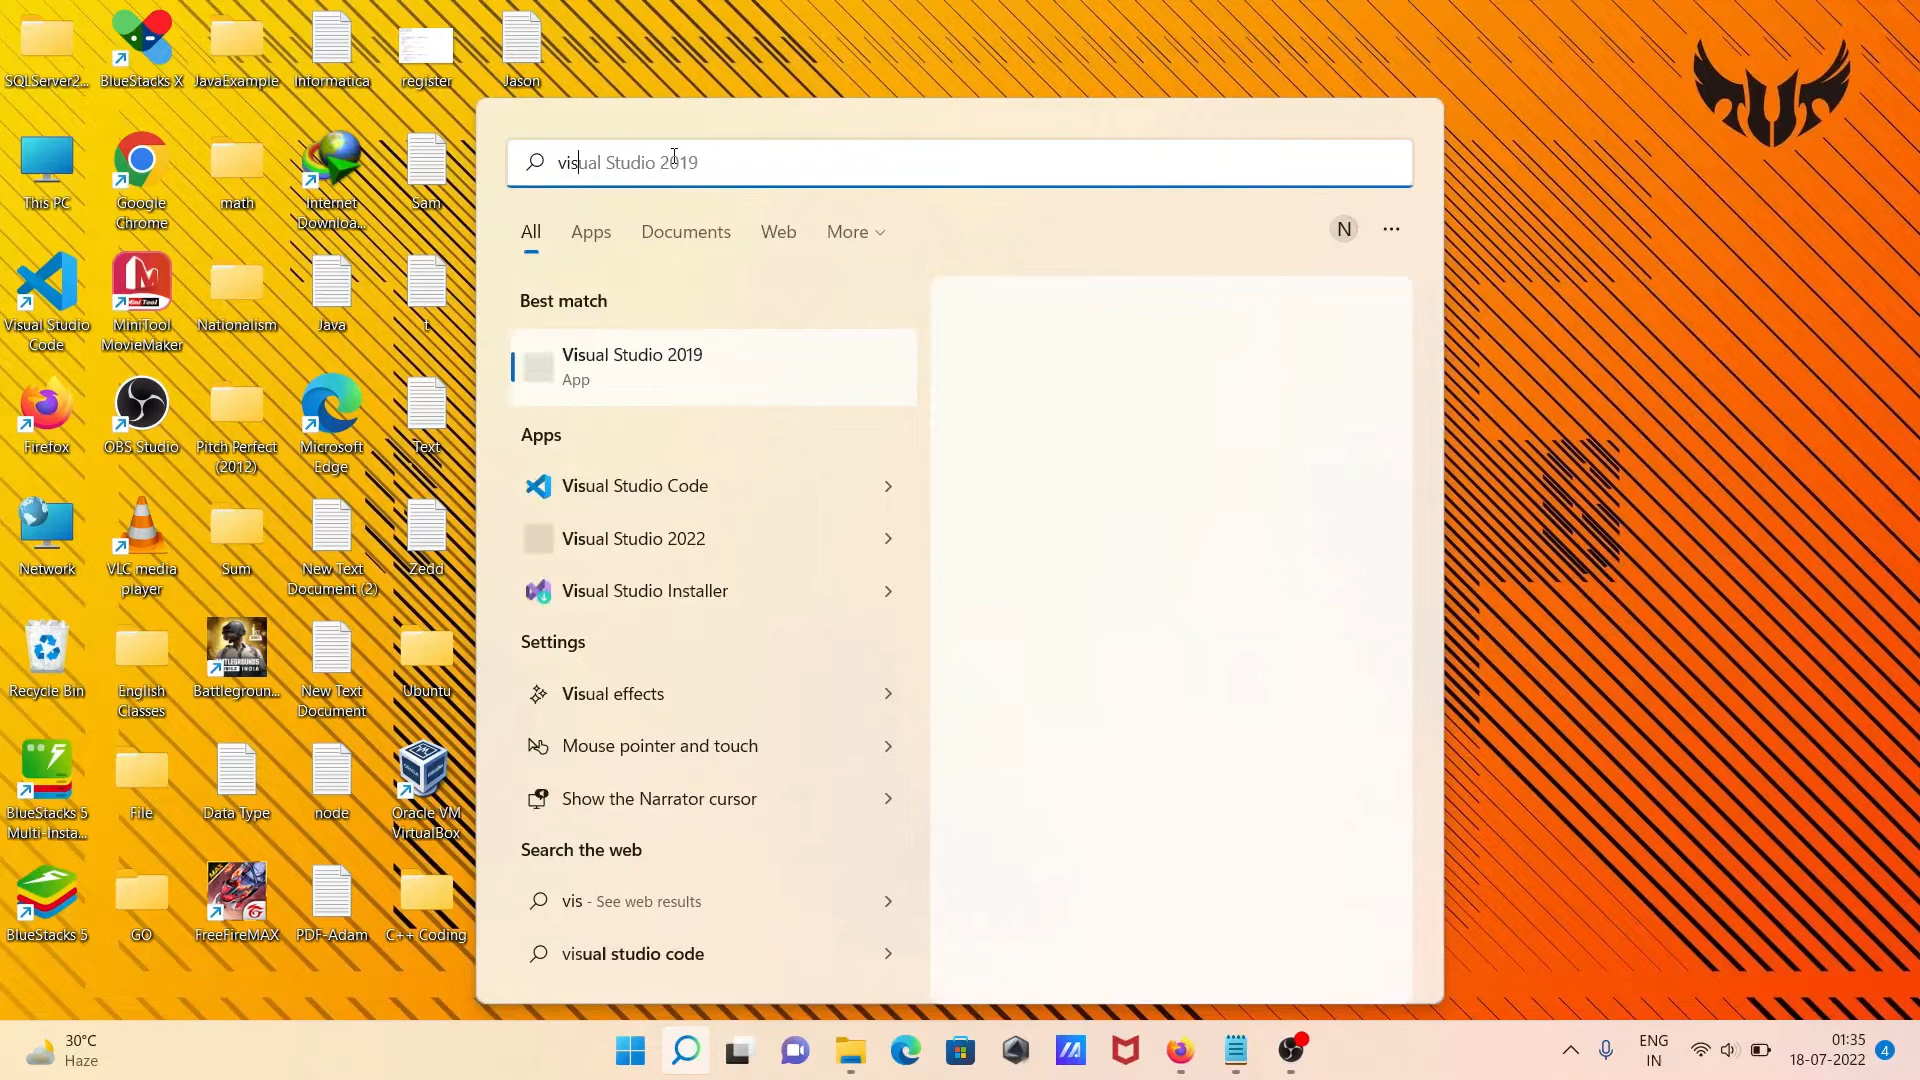 SQLServer2...
BlueStacks X
JavaExample
Informatica
register
Jason
This PC
Google
Chrome
math
Internet
Downloa...
Sam
Visual Studio
Code
MiniTool
MovieMaker
Nationalism
Java
t
Firefox
OBS Studio
Pitch Perfect
(2012)
Microsoft
Edge
Text
Network
VLC media
player
Sum
New Text
Document (2)
Zedd
Recycle Bin
English
Classes
Battlegroun...
New Text
Document
Ubuntu
BlueStacks 5
Multi-Insta...
File
Data Type
node
Oracle VM
VirtualBox
BlueStacks 5
GO
FreeFireMAX
PDF-Adam
C++ Coding
visual Studio 2019
All
Apps
Documents
Web
More
N
Best match
Visual Studio 2019
App
Apps
Visual Studio Code
Visual Studio 2022
Visual Studio Installer
Settings
Visual effects
Mouse pointer and touch
Show the Narrator cursor
Search the web
vis - See web results
visual studio code
30°C
Haze
ENG
IN
01:35
18-07-2022
4